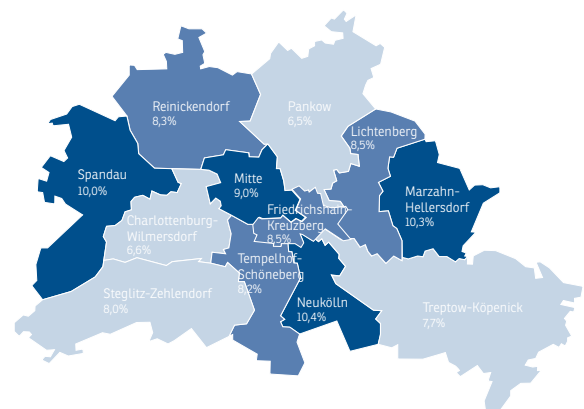 Reinickendorf
8,3%
Pankow
6,5%
Lichtenberg
8,5%
Spandau
10,0%
Mitte
9,0%
Marzahn-
Hellersdorf
10,3%
Friedrichshain-
Kreuzberg
8,5%
Charlottenburg-
Wilmersdorf
6,6%
Tempelhof-
Schöneberg
8,2%
Steglitz-Zehlendorf
8,0%
Neukölln
10,4%
Treptow-Köpenick
7,7%